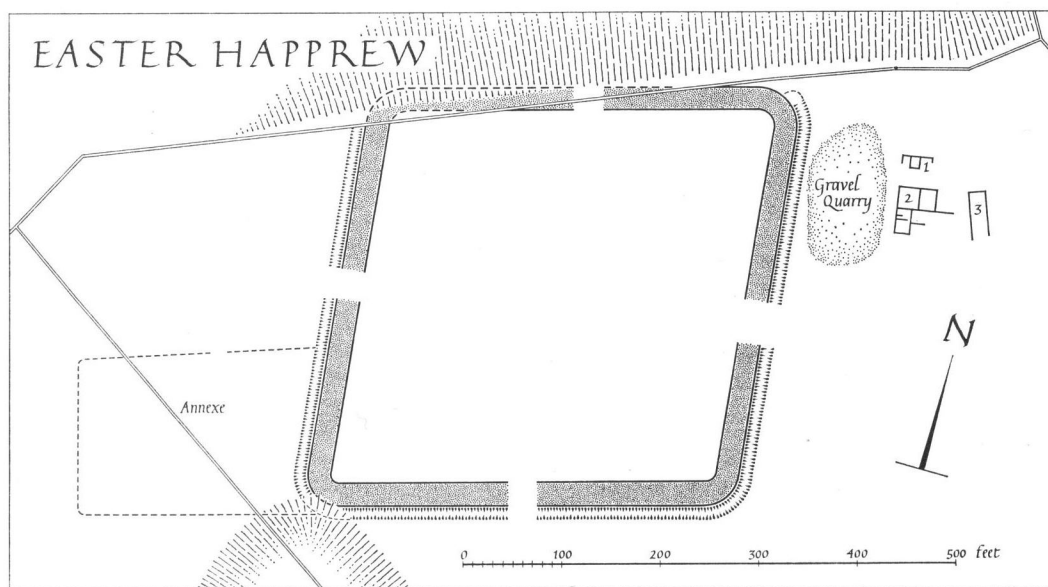 EASTER HAPPREW
Gravel
Quarry
1
2
3
N
Annexe
0 100 200 300 400 500 feet